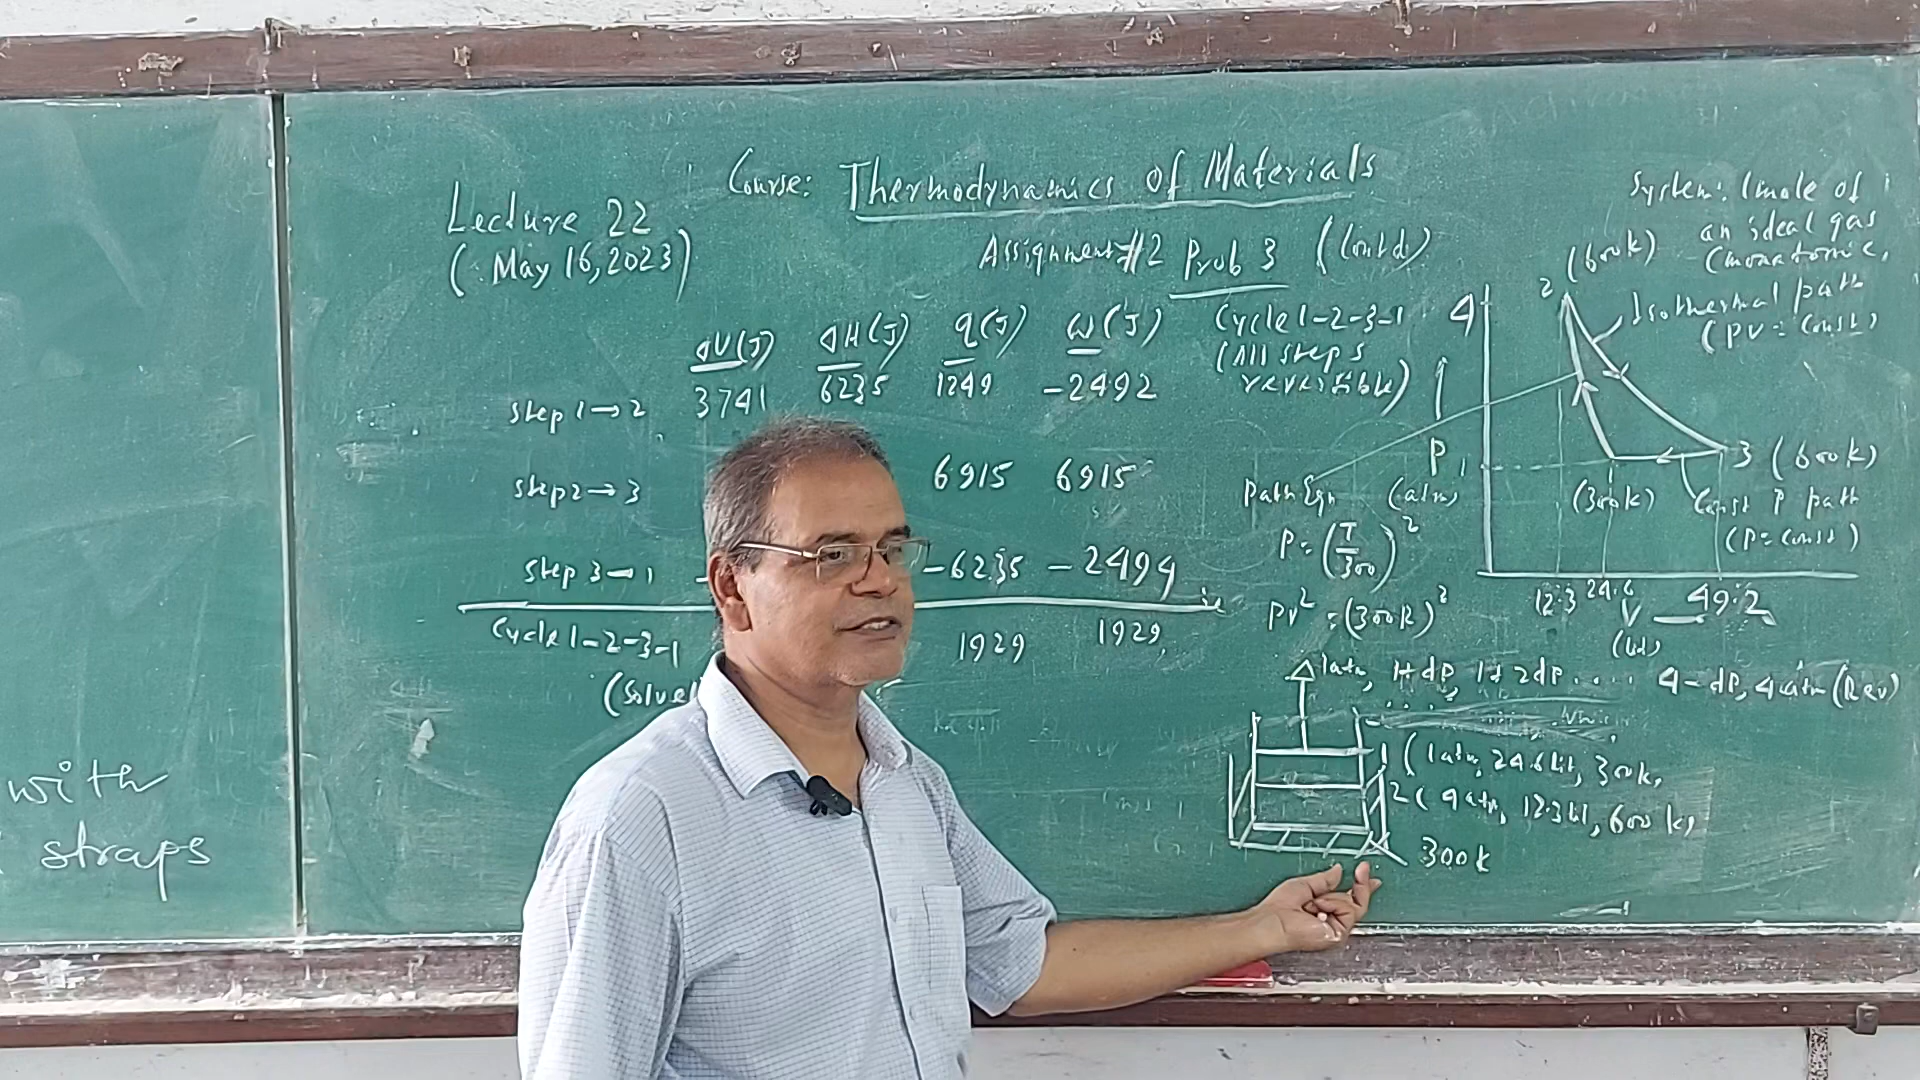 Course: Thermodynamics of Materials
Lecture 22
(May 16, 2023)
Assignment #2 Prob 3 (Contd)
ΔU(J) ΔH(J) q(J) W(J)
Step 1→2 3741 6235 1249 -2492
Step 2→3 6915 6915
Step 3→1 - -6235 -2494
Cycle 1-2-3-1 1929 1929
(Solve
Cycle 1-2-3-1
(All steps
reversible)
System: 1 mole of
an ideal gas
(monatomic,
2 (600K)
Isothermal path
(PV = Const)
4
P 1
(atm)
3 (600K)
(300K)
Const P path
(P = Const)
12.3 24.6 49.2
V
(lit)
Path Eqn
P = (T/300)²
PV² = (300R)²
1 atm, 1+dP, 1+2dP.... 4-dP, 4 atm (Rev)
1 (1 atm, 24.6 lit, 300K,
2 (4 atm, 12.3 lit, 600K,
300K
with
straps